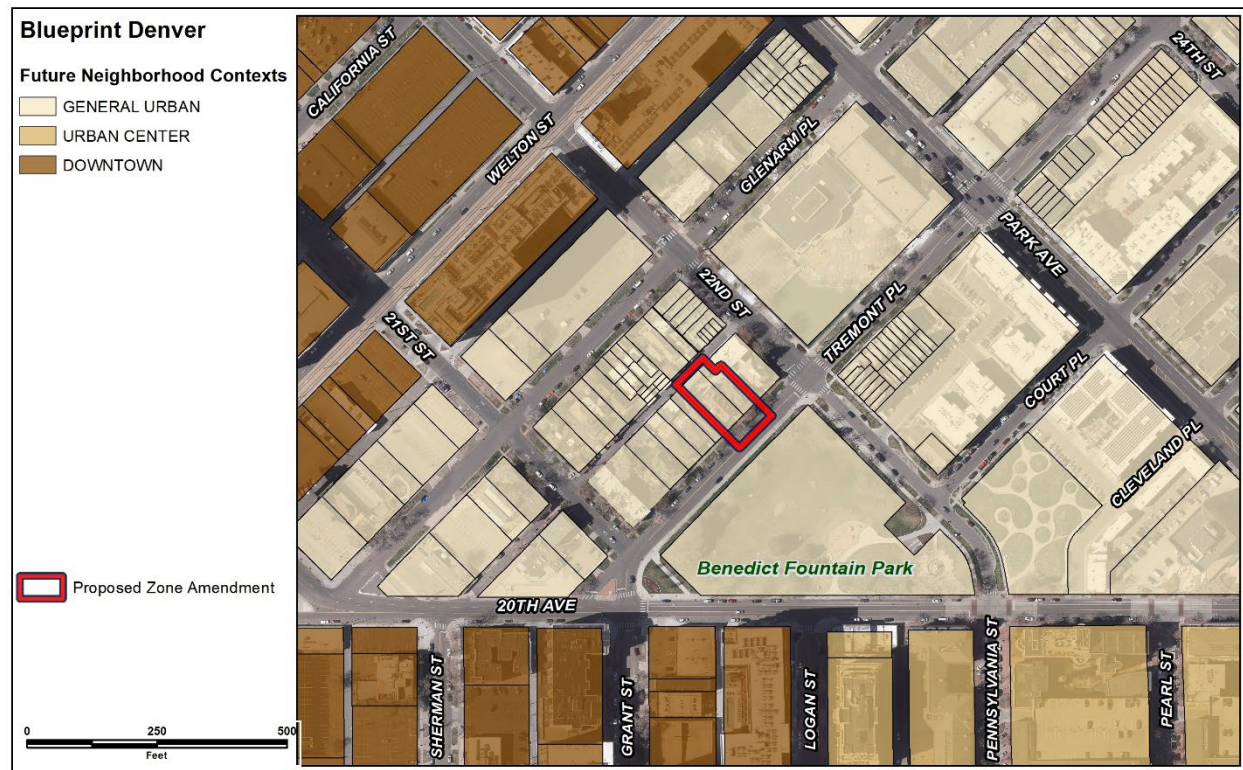 Blueprint Denver
Future Neighborhood Contexts
GENERAL URBAN
URBAN CENTER
DOWNTOWN
Proposed Zone Amendment
0 250 500
Feet
CALIFORNIA ST
WELTON ST
24TH ST
GLENARM PL
PARK AVE
22ND ST
TREMONT PL
21ST ST
COURT PL
CLEVELAND PL
Benedict Fountain Park
20TH AVE
SHERMAN ST
GRANT ST
LOGAN ST
PENNSYLVANIA ST
PEARL ST